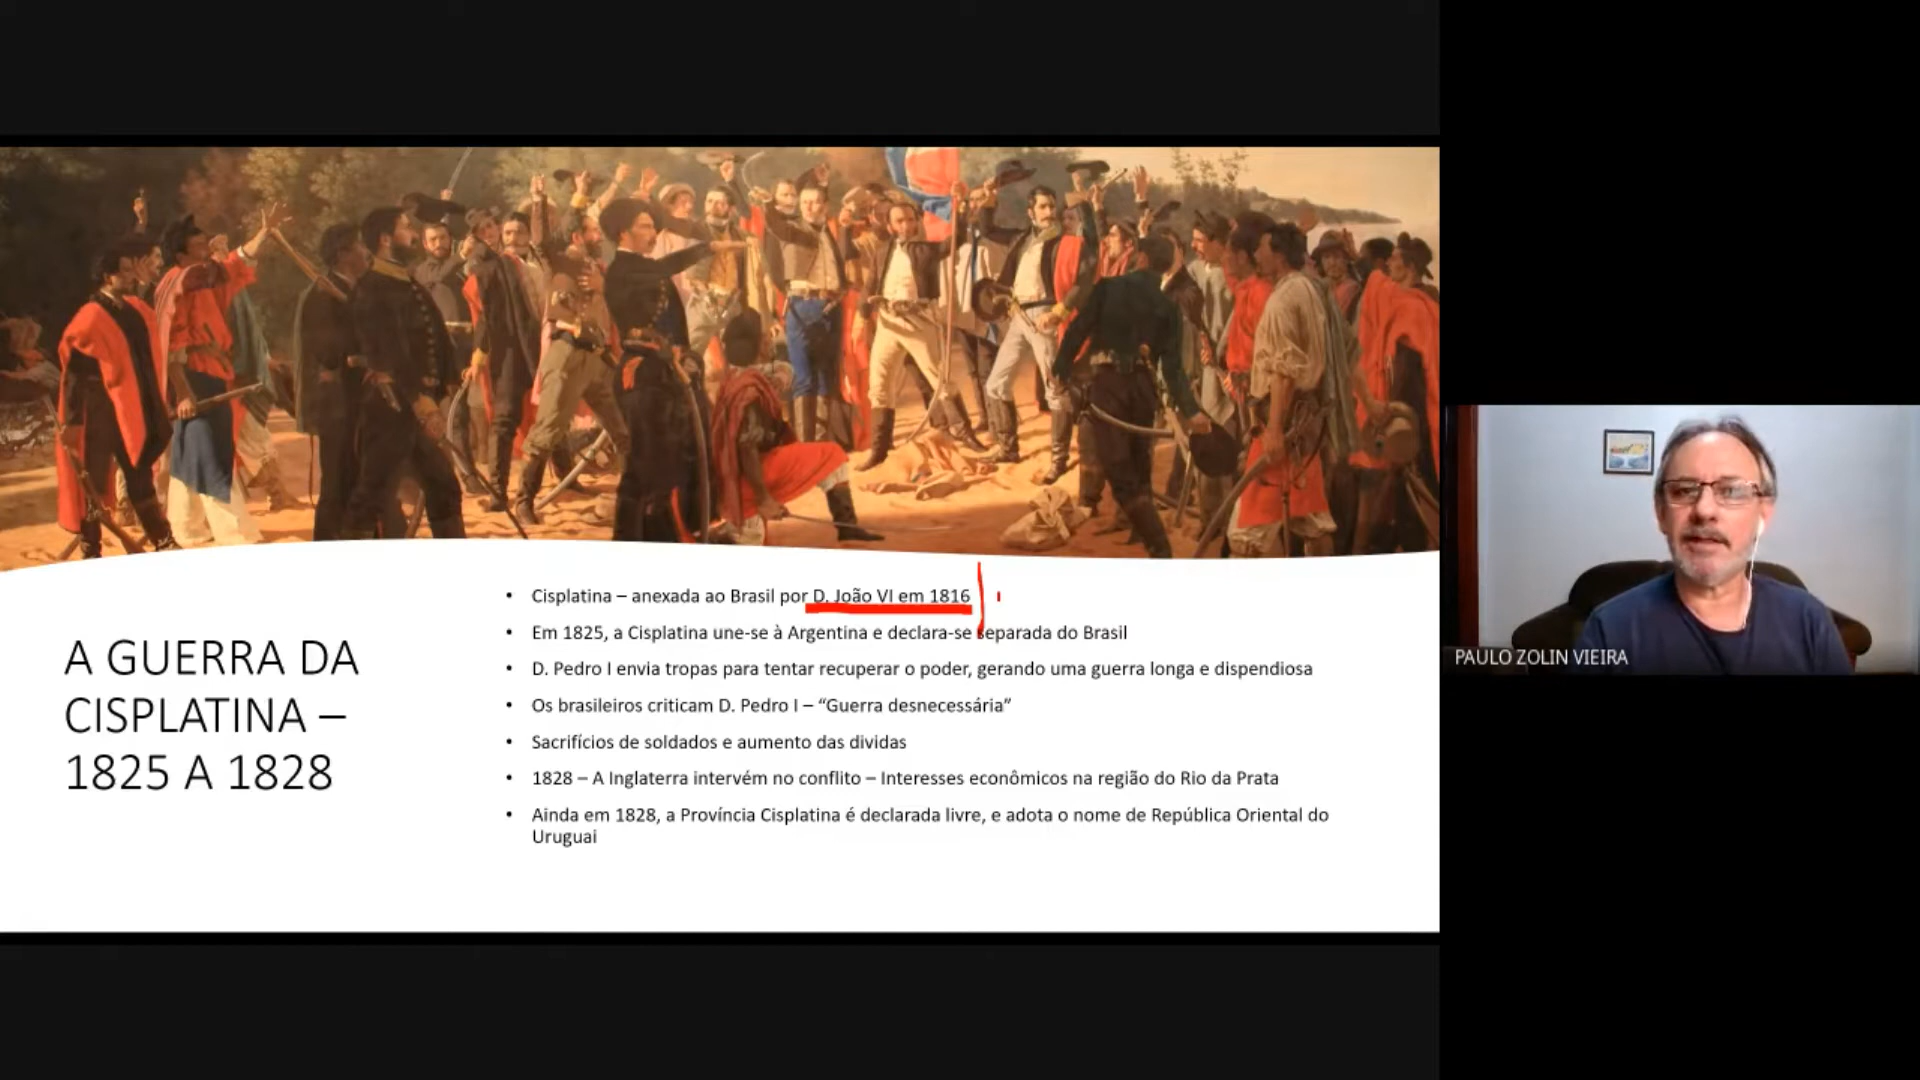 A GUERRA DA
CISPLATINA –
1825 A 1828
• Cisplatina – anexada ao Brasil por D. João VI em 1816
• Em 1825, a Cisplatina une-se à Argentina e declara-se separada do Brasil
• D. Pedro I envia tropas para tentar recuperar o poder, gerando uma guerra longa e dispendiosa
• Os brasileiros criticam D. Pedro I – “Guerra desnecessária”
• Sacrifícios de soldados e aumento das dividas
• 1828 – A Inglaterra intervém no conflito – Interesses econômicos na região do Rio da Prata
• Ainda em 1828, a Província Cisplatina é declarada livre, e adota o nome de República Oriental do
Uruguai
PAULO ZOLIN VIEIRA